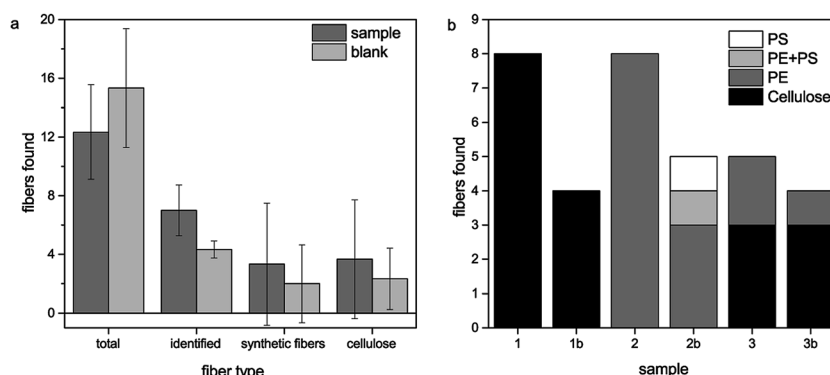 a
20
16
12
8
4
0
fibers found
sample
blank
total identified synthetic fibers cellulose
fiber type
b
9
8
7
6
5
4
3
2
1
0
fibers found
PS
PE+PS
PE
Cellulose
1 1b 2 2b 3 3b
sample